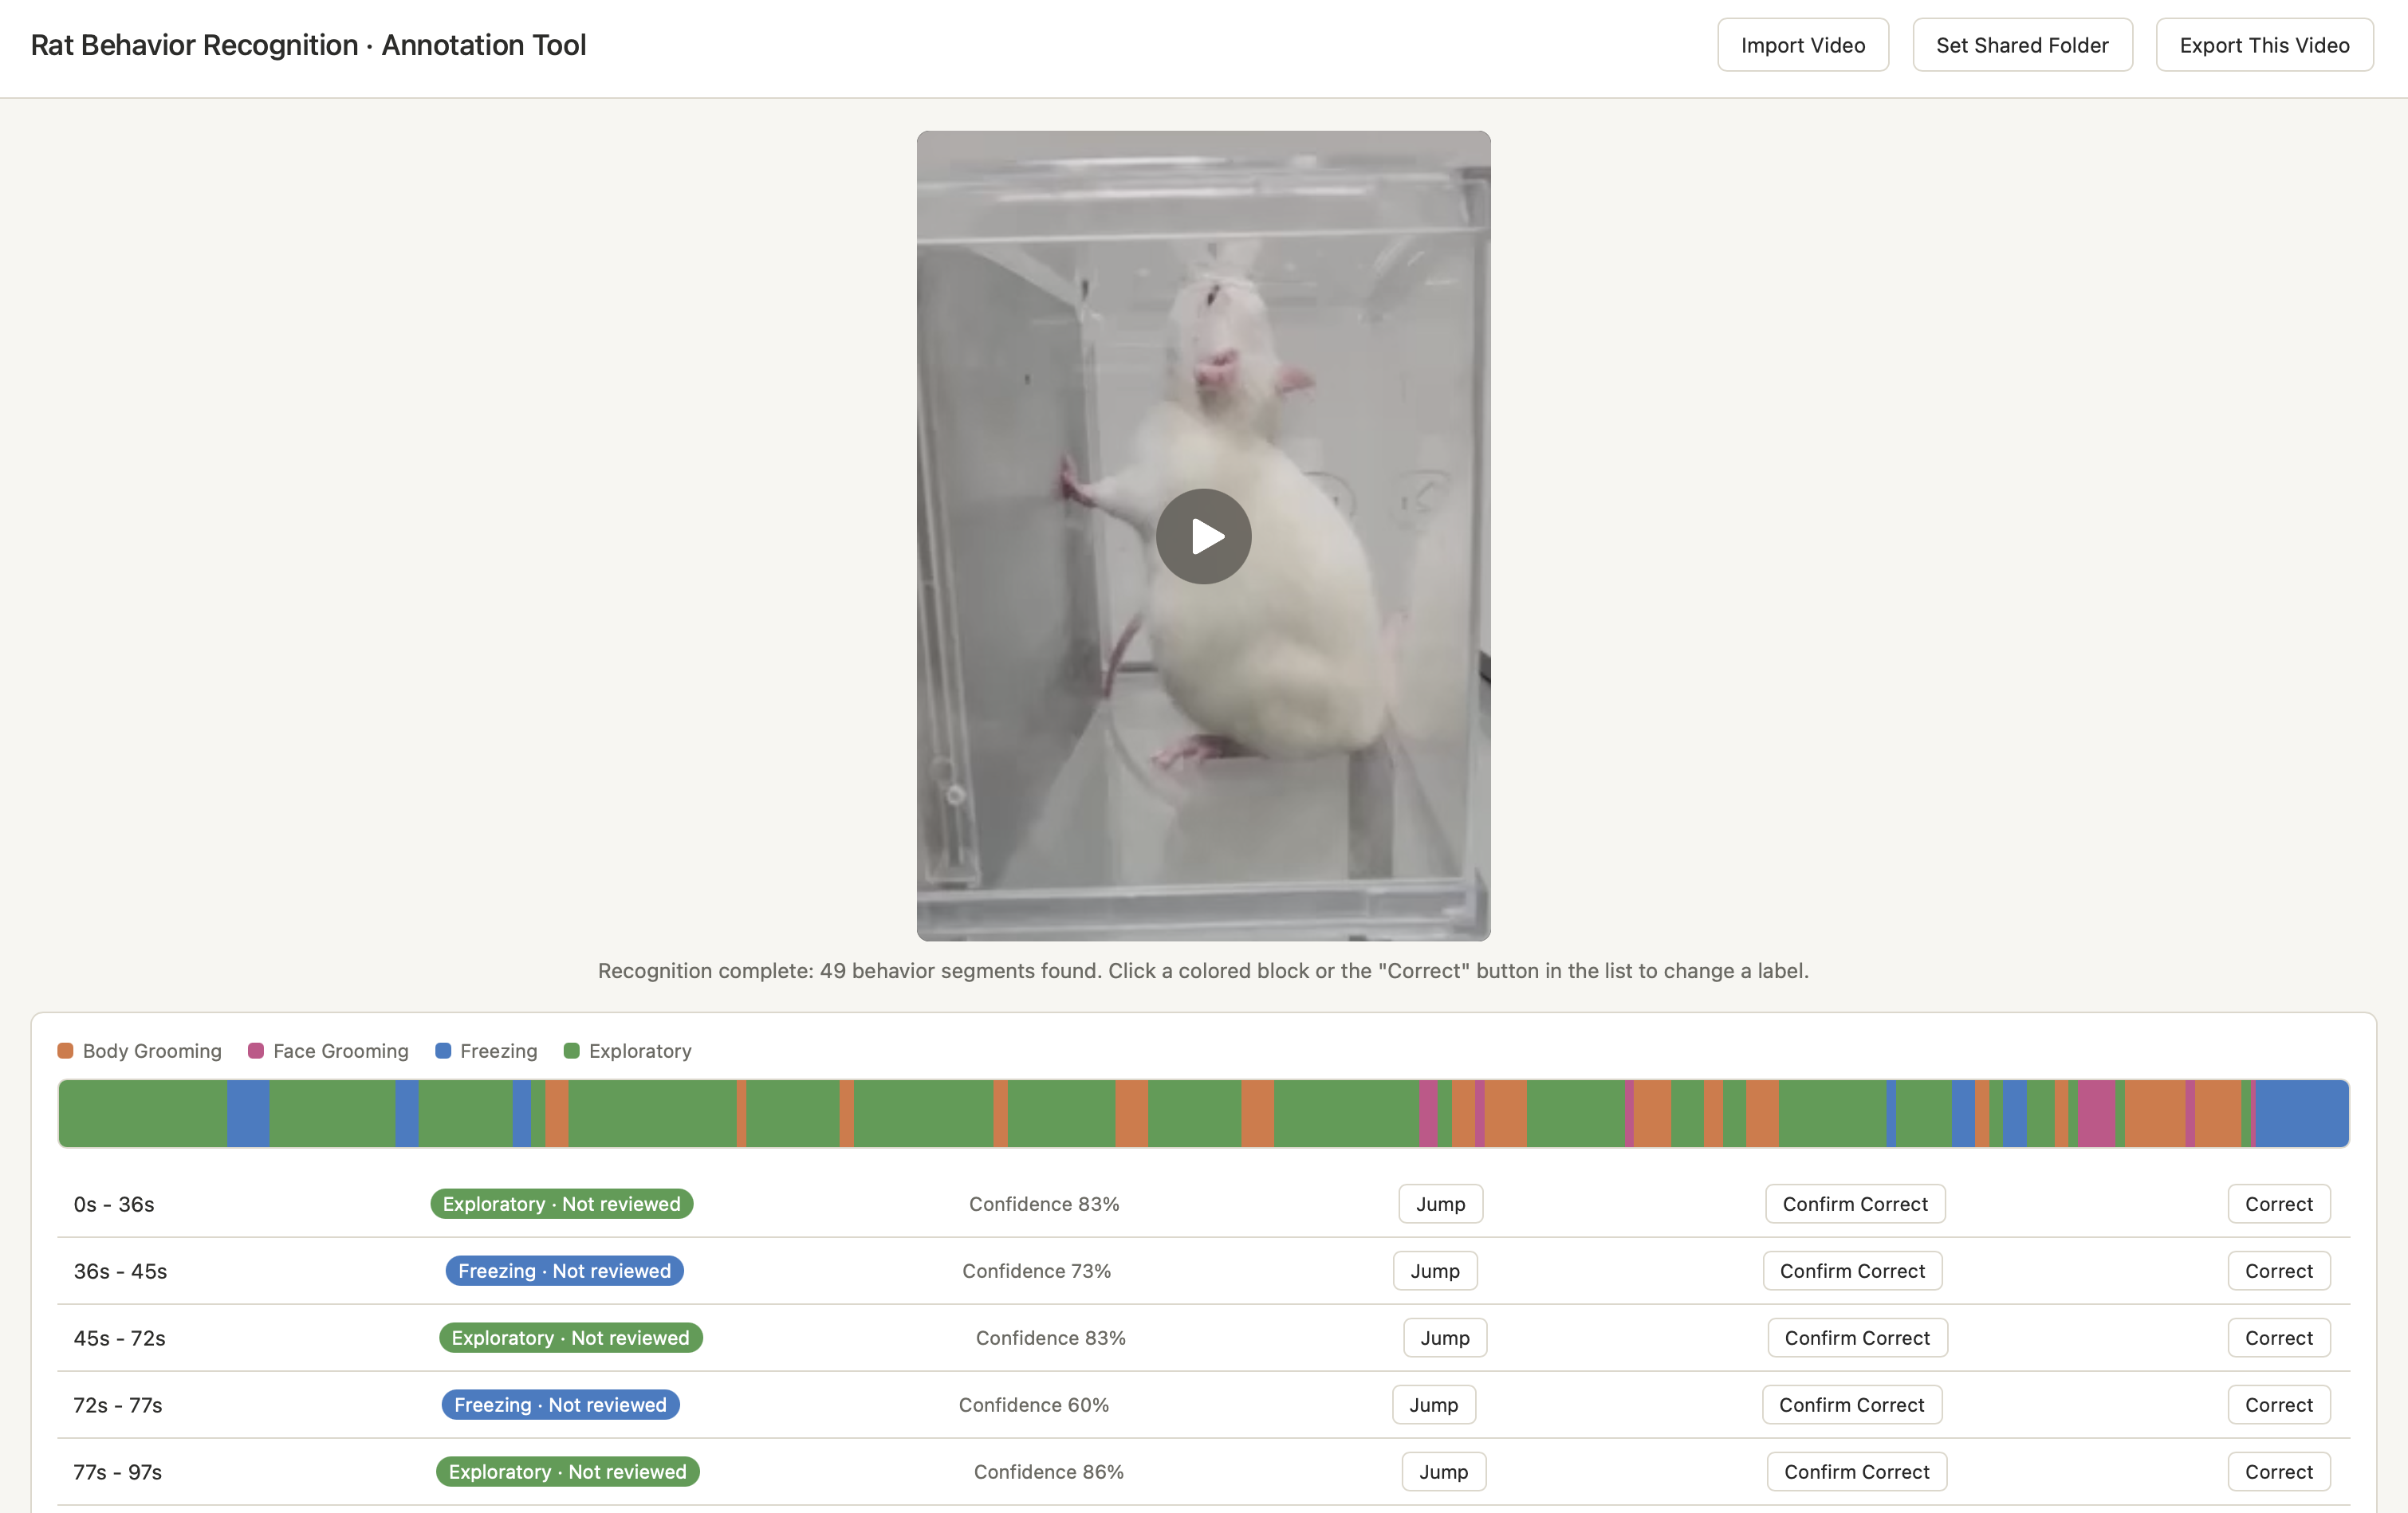 Rat Behavior Recognition · Annotation Tool
Import Video
Set Shared Folder
Export This Video
Recognition complete: 49 behavior segments found. Click a colored block or the "Correct" button in the list to change a label.
Body Grooming
Face Grooming
Freezing
Exploratory
0s - 36s Exploratory · Not reviewed Confidence 83% Jump Confirm Correct Correct
36s - 45s Freezing · Not reviewed Confidence 73% Jump Confirm Correct Correct
45s - 72s Exploratory · Not reviewed Confidence 83% Jump Confirm Correct Correct
72s - 77s Freezing · Not reviewed Confidence 60% Jump Confirm Correct Correct
77s - 97s Exploratory · Not reviewed Confidence 86% Jump Confirm Correct Correct